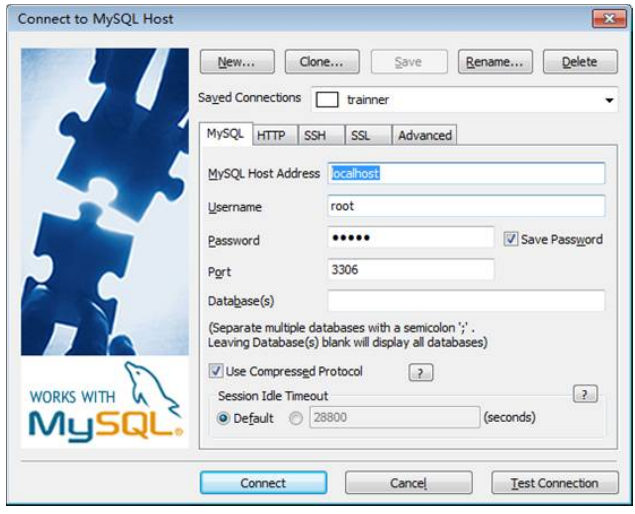 Connect to MySQL Host
New... Clone... Save Rename... Delete
Saved Connections trainner
MySQL HTTP SSH SSL Advanced
MySQL Host Address localhost
Username root
Password ••••• Save Password
Port 3306
Database(s)
(Separate multiple databases with a semicolon ';' .
Leaving Database(s) blank will display all databases)
Use Compressed Protocol ?
Session Idle Timeout ?
Default 28800 (seconds)
WORKS WITH
MySQL®
Connect Cancel Test Connection